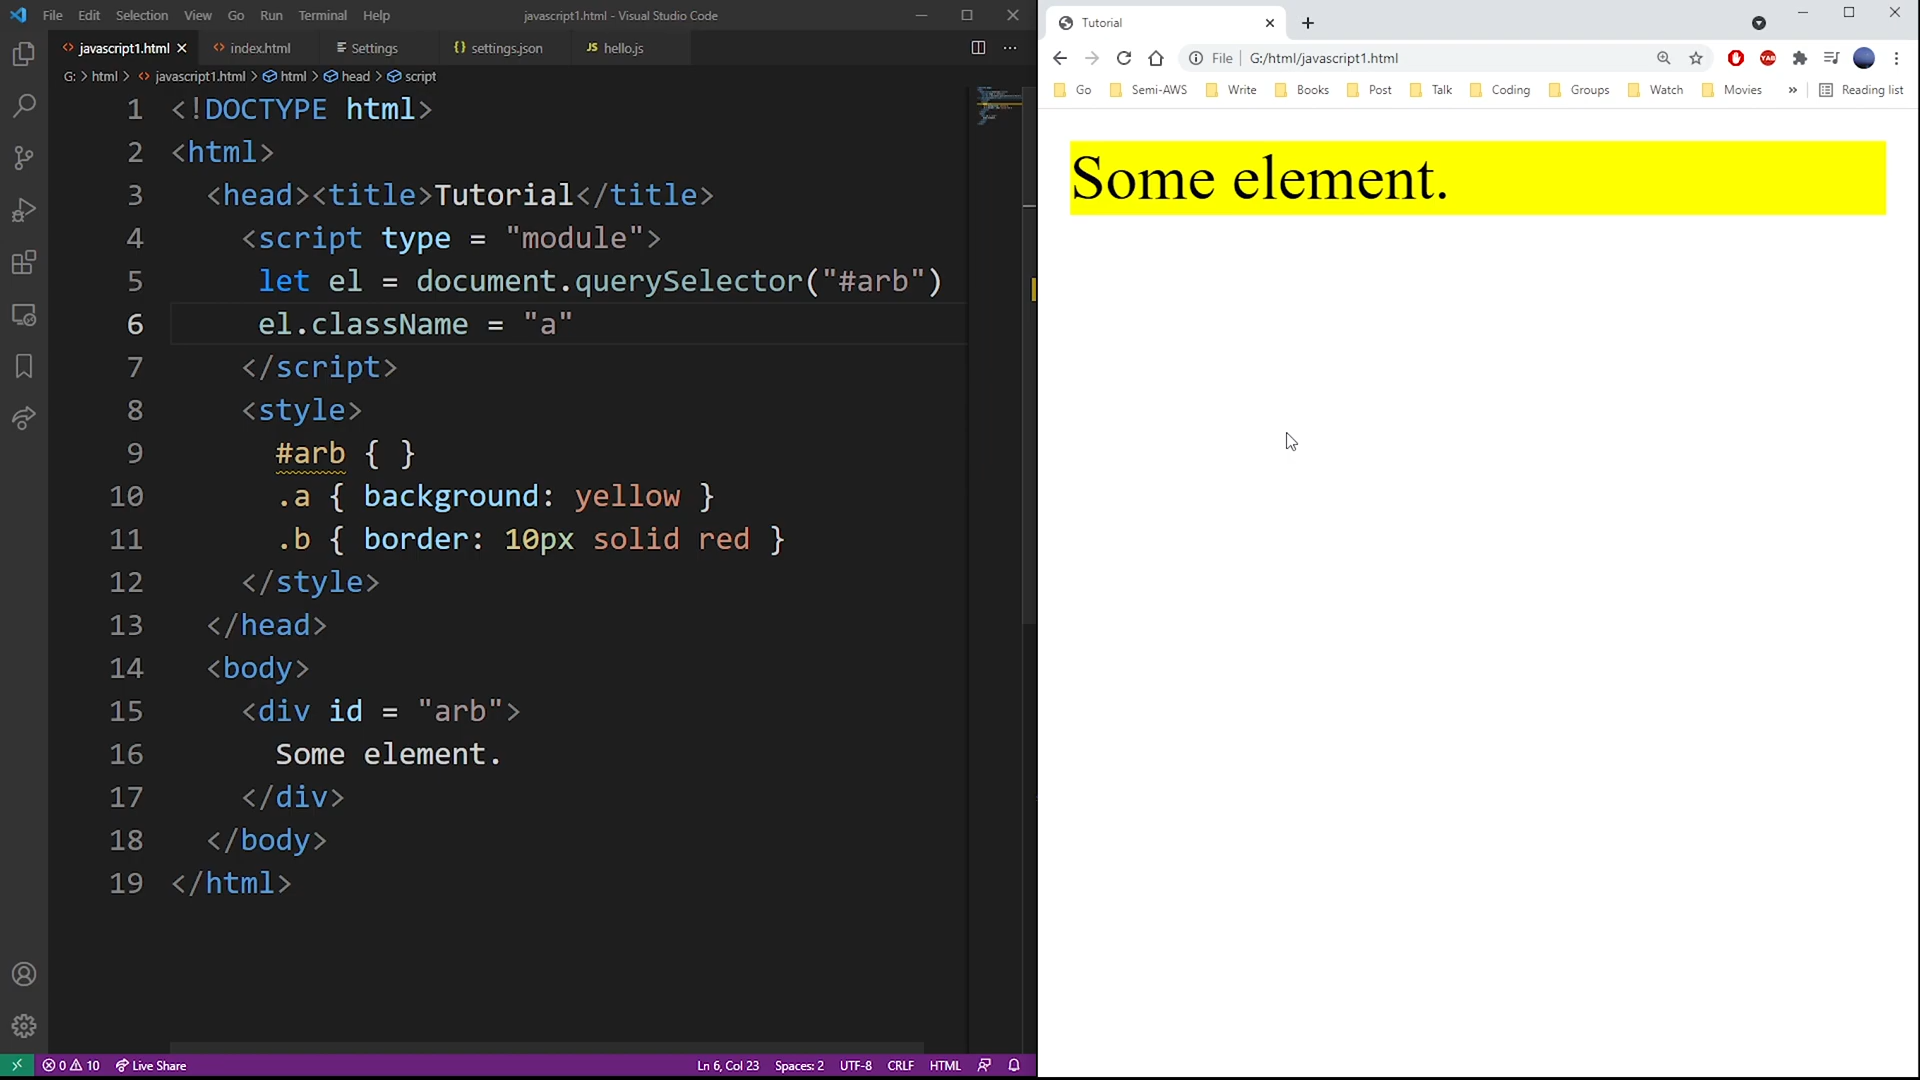 File Edit Selection View Go Run Terminal Help javascript1.html - Visual Studio Code
javascript1.html index.html Settings settings.json JS hello.js
G: > html > javascript1.html > html > head > script
1 <!DOCTYPE html>
2 <html>
3 <head><title>Tutorial</title>
4 <script type = "module">
5 let el = document.querySelector("#arb")
6 el.className = "a"
7 </script>
8 <style>
9 #arb { }
10 .a { background: yellow }
11 .b { border: 10px solid red }
12 </style>
13 </head>
14 <body>
15 <div id = "arb">
16 Some element.
17 </div>
18 </body>
19 </html>
0 10 Live Share Ln 6, Col 23 Spaces: 2 UTF-8 CRLF HTML
Tutorial
File G:/html/javascript1.html
Go Semi-AWS Write Books Post Talk Coding Groups Watch Movies » Reading list
Some element.